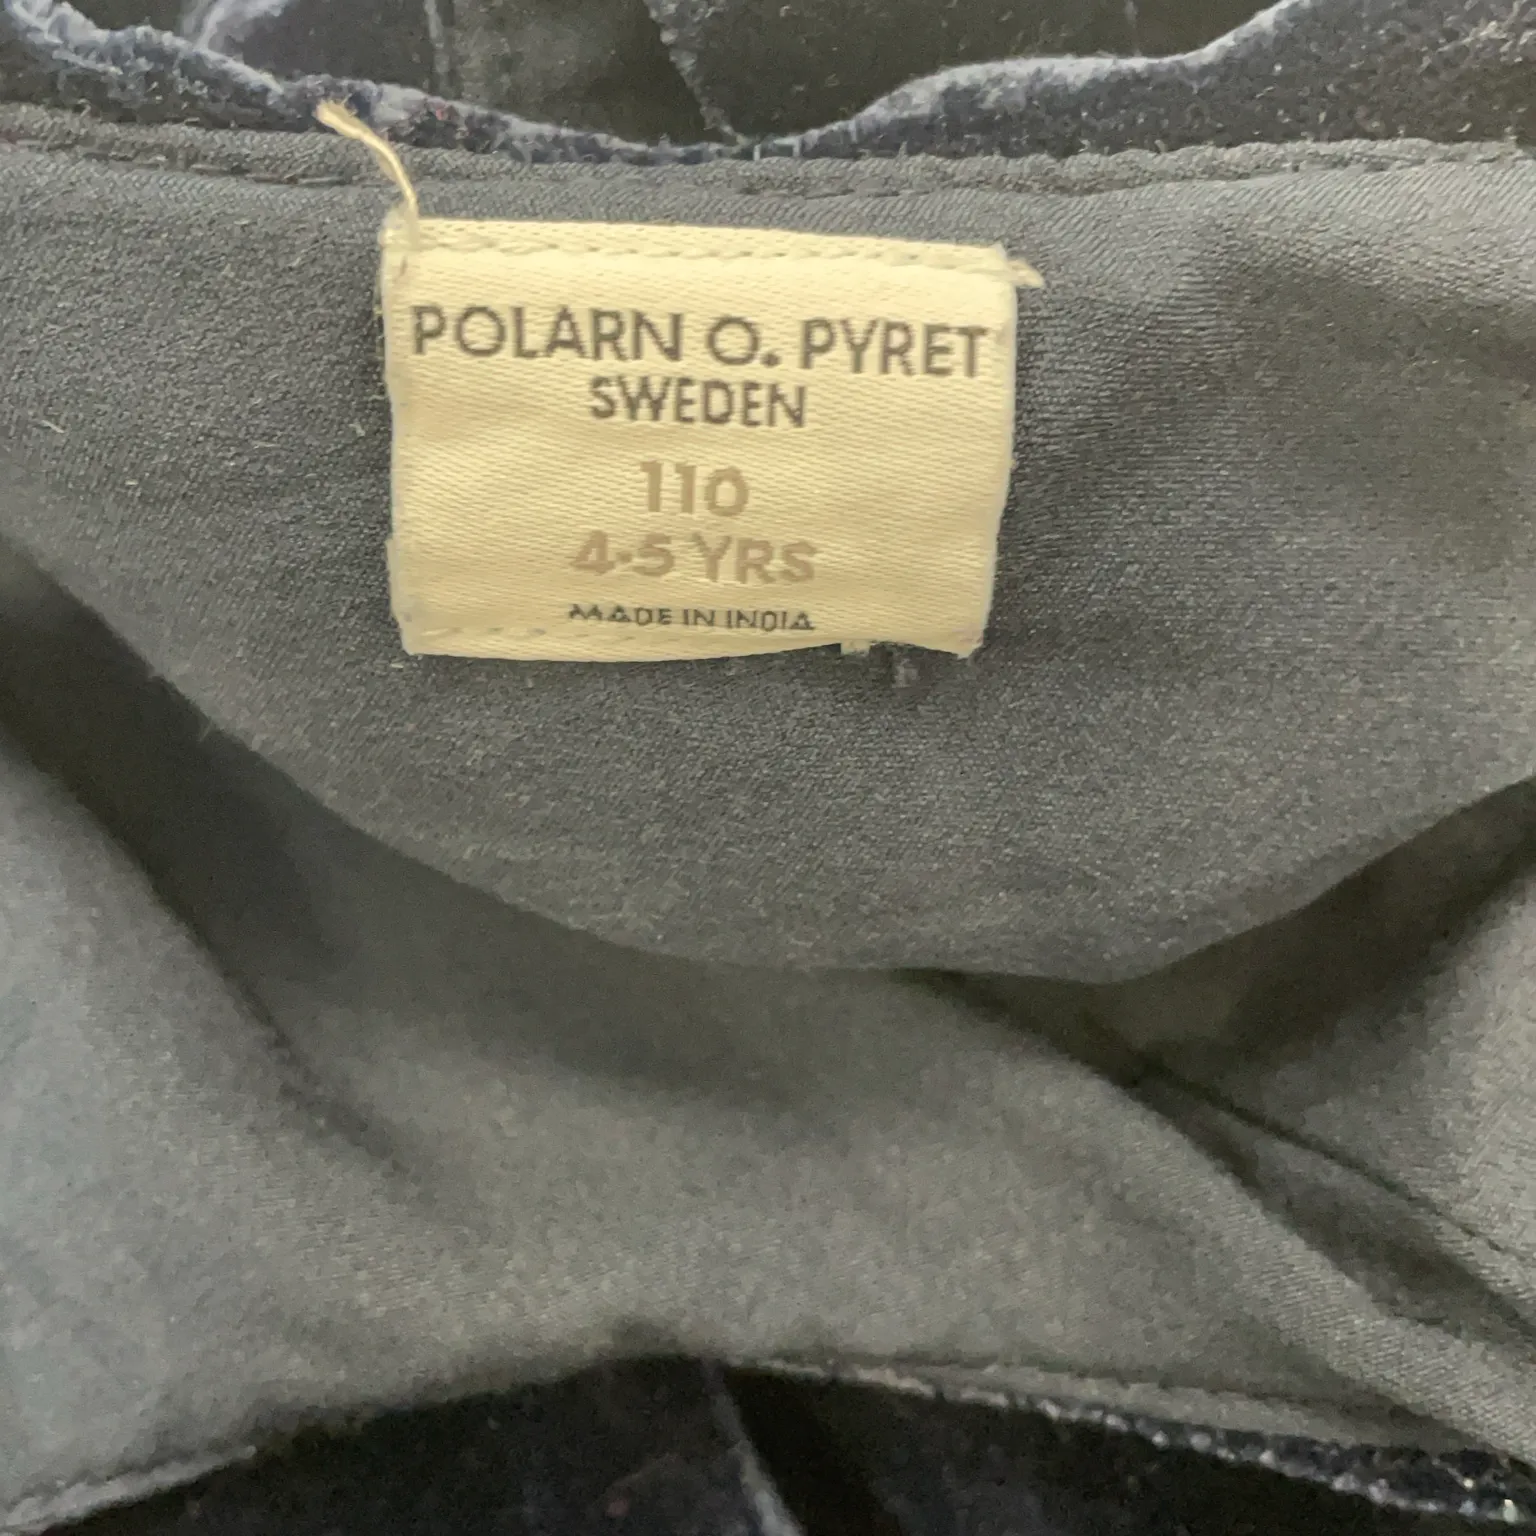 POLARN O. PYRET
SWEDEN
110
4-5 YRS
MADE IN INDIA